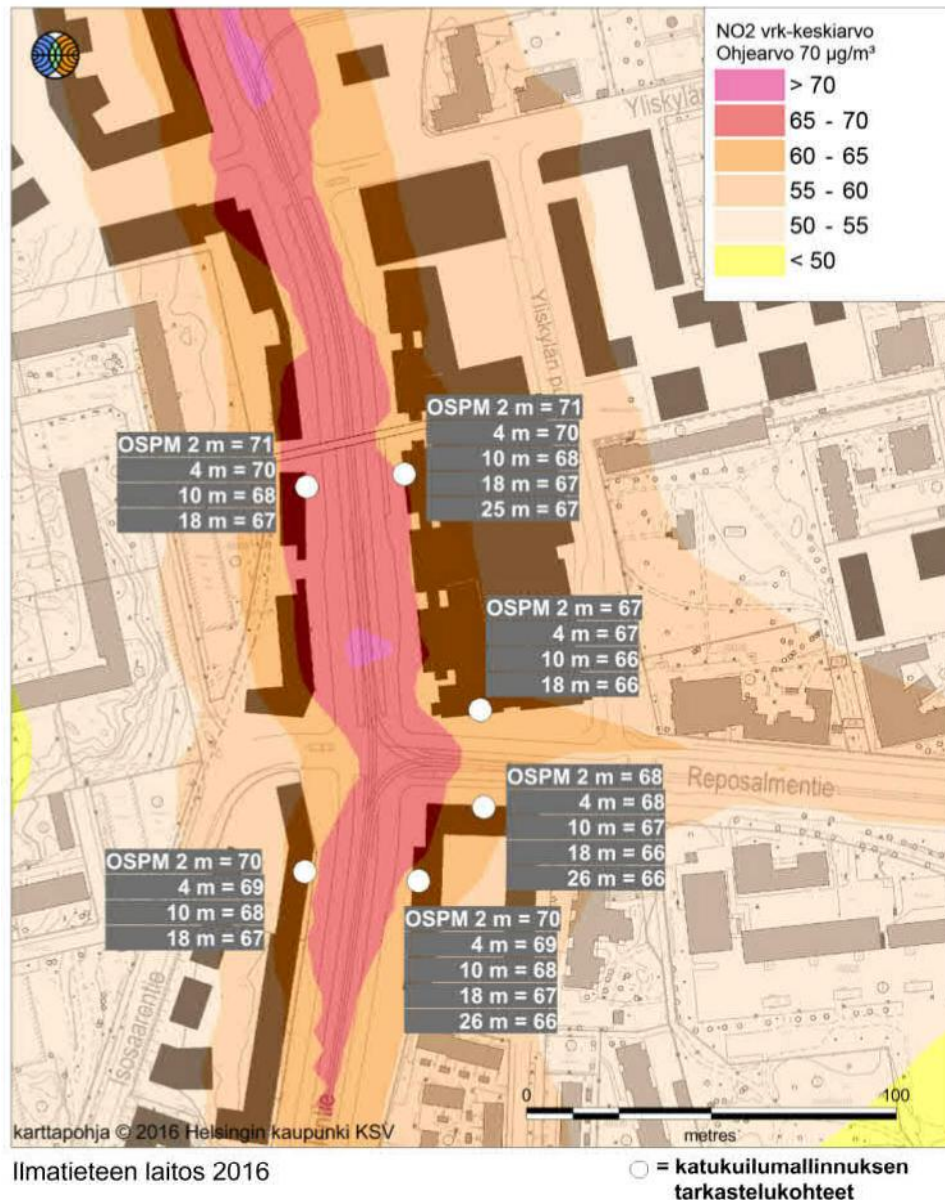 NO2 vrk-keskiarvo
Ohjearvo 70 µg/m³
> 70
65 - 70
60 - 65
55 - 60
50 - 55
< 50
OSPM 2 m = 71
4 m = 70
10 m = 68
18 m = 67
25 m = 67
OSPM 2 m = 71
4 m = 70
10 m = 68
18 m = 67
OSPM 2 m = 67
4 m = 67
10 m = 66
18 m = 66
Reposalmentie
OSPM 2 m = 68
4 m = 68
10 m = 67
18 m = 66
26 m = 66
OSPM 2 m = 70
4 m = 69
10 m = 68
18 m = 67
OSPM 2 m = 70
4 m = 69
10 m = 68
18 m = 67
26 m = 66
Isosaarentie
0 100
metres
karttapohja © 2016 Helsingin kaupunki KSV
Ilmatieteen laitos 2016
= katukuilumallinnuksen
tarkastelukohteet